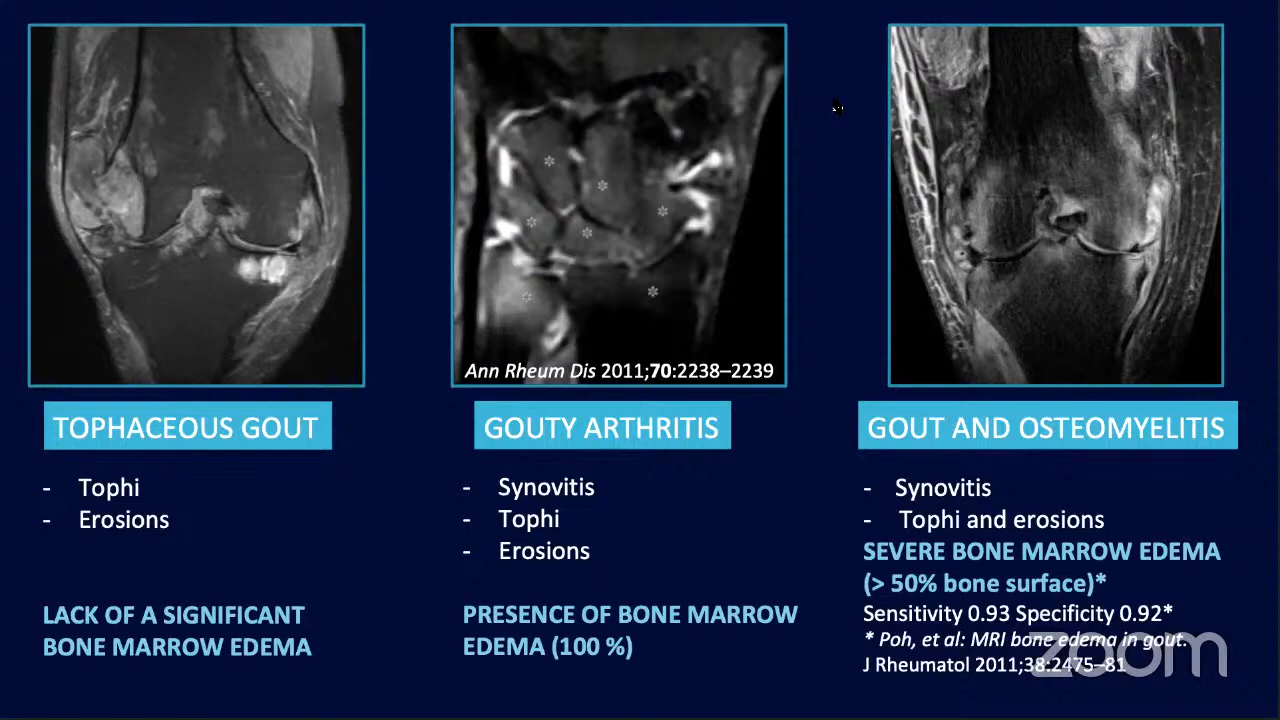 Ann Rheum Dis 2011;70:2238–2239
TOPHACEOUS GOUT
- Tophi
- Erosions
LACK OF A SIGNIFICANT
BONE MARROW EDEMA
GOUTY ARTHRITIS
- Synovitis
- Tophi
- Erosions
PRESENCE OF BONE MARROW
EDEMA (100 %)
GOUT AND OSTEOMYELITIS
- Synovitis
- Tophi and erosions
SEVERE BONE MARROW EDEMA
(> 50% bone surface)*
Sensitivity 0.93 Specificity 0.92*
* Poh, et al: MRI bone edema in gout.
J Rheumatol 2011;38:2475–81
zoom